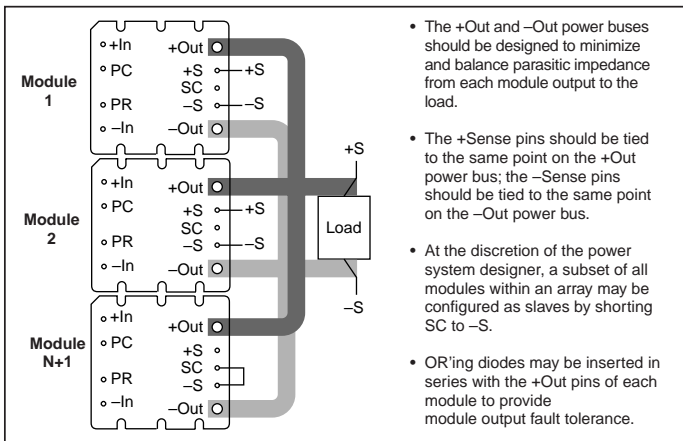 Module
1
+In
PC
PR
–In
+Out
+S
SC
–S
–Out
+S
–S
Module
2
+In
PC
PR
–In
+Out
+S
SC
–S
–Out
+S
–S
Module
N+1
+In
PC
PR
–In
+Out
+S
SC
–S
–Out
+S
Load
–S
• The +Out and –Out power buses
should be designed to minimize
and balance parasitic impedance
from each module output to the
load.
• The +Sense pins should be tied
to the same point on the +Out
power bus; the –Sense pins
should be tied to the same point
on the –Out power bus.
• At the discretion of the power
system designer, a subset of all
modules within an array may be
configured as slaves by shorting
SC to –S.
• OR'ing diodes may be inserted in
series with the +Out pins of each
module to provide
module output fault tolerance.